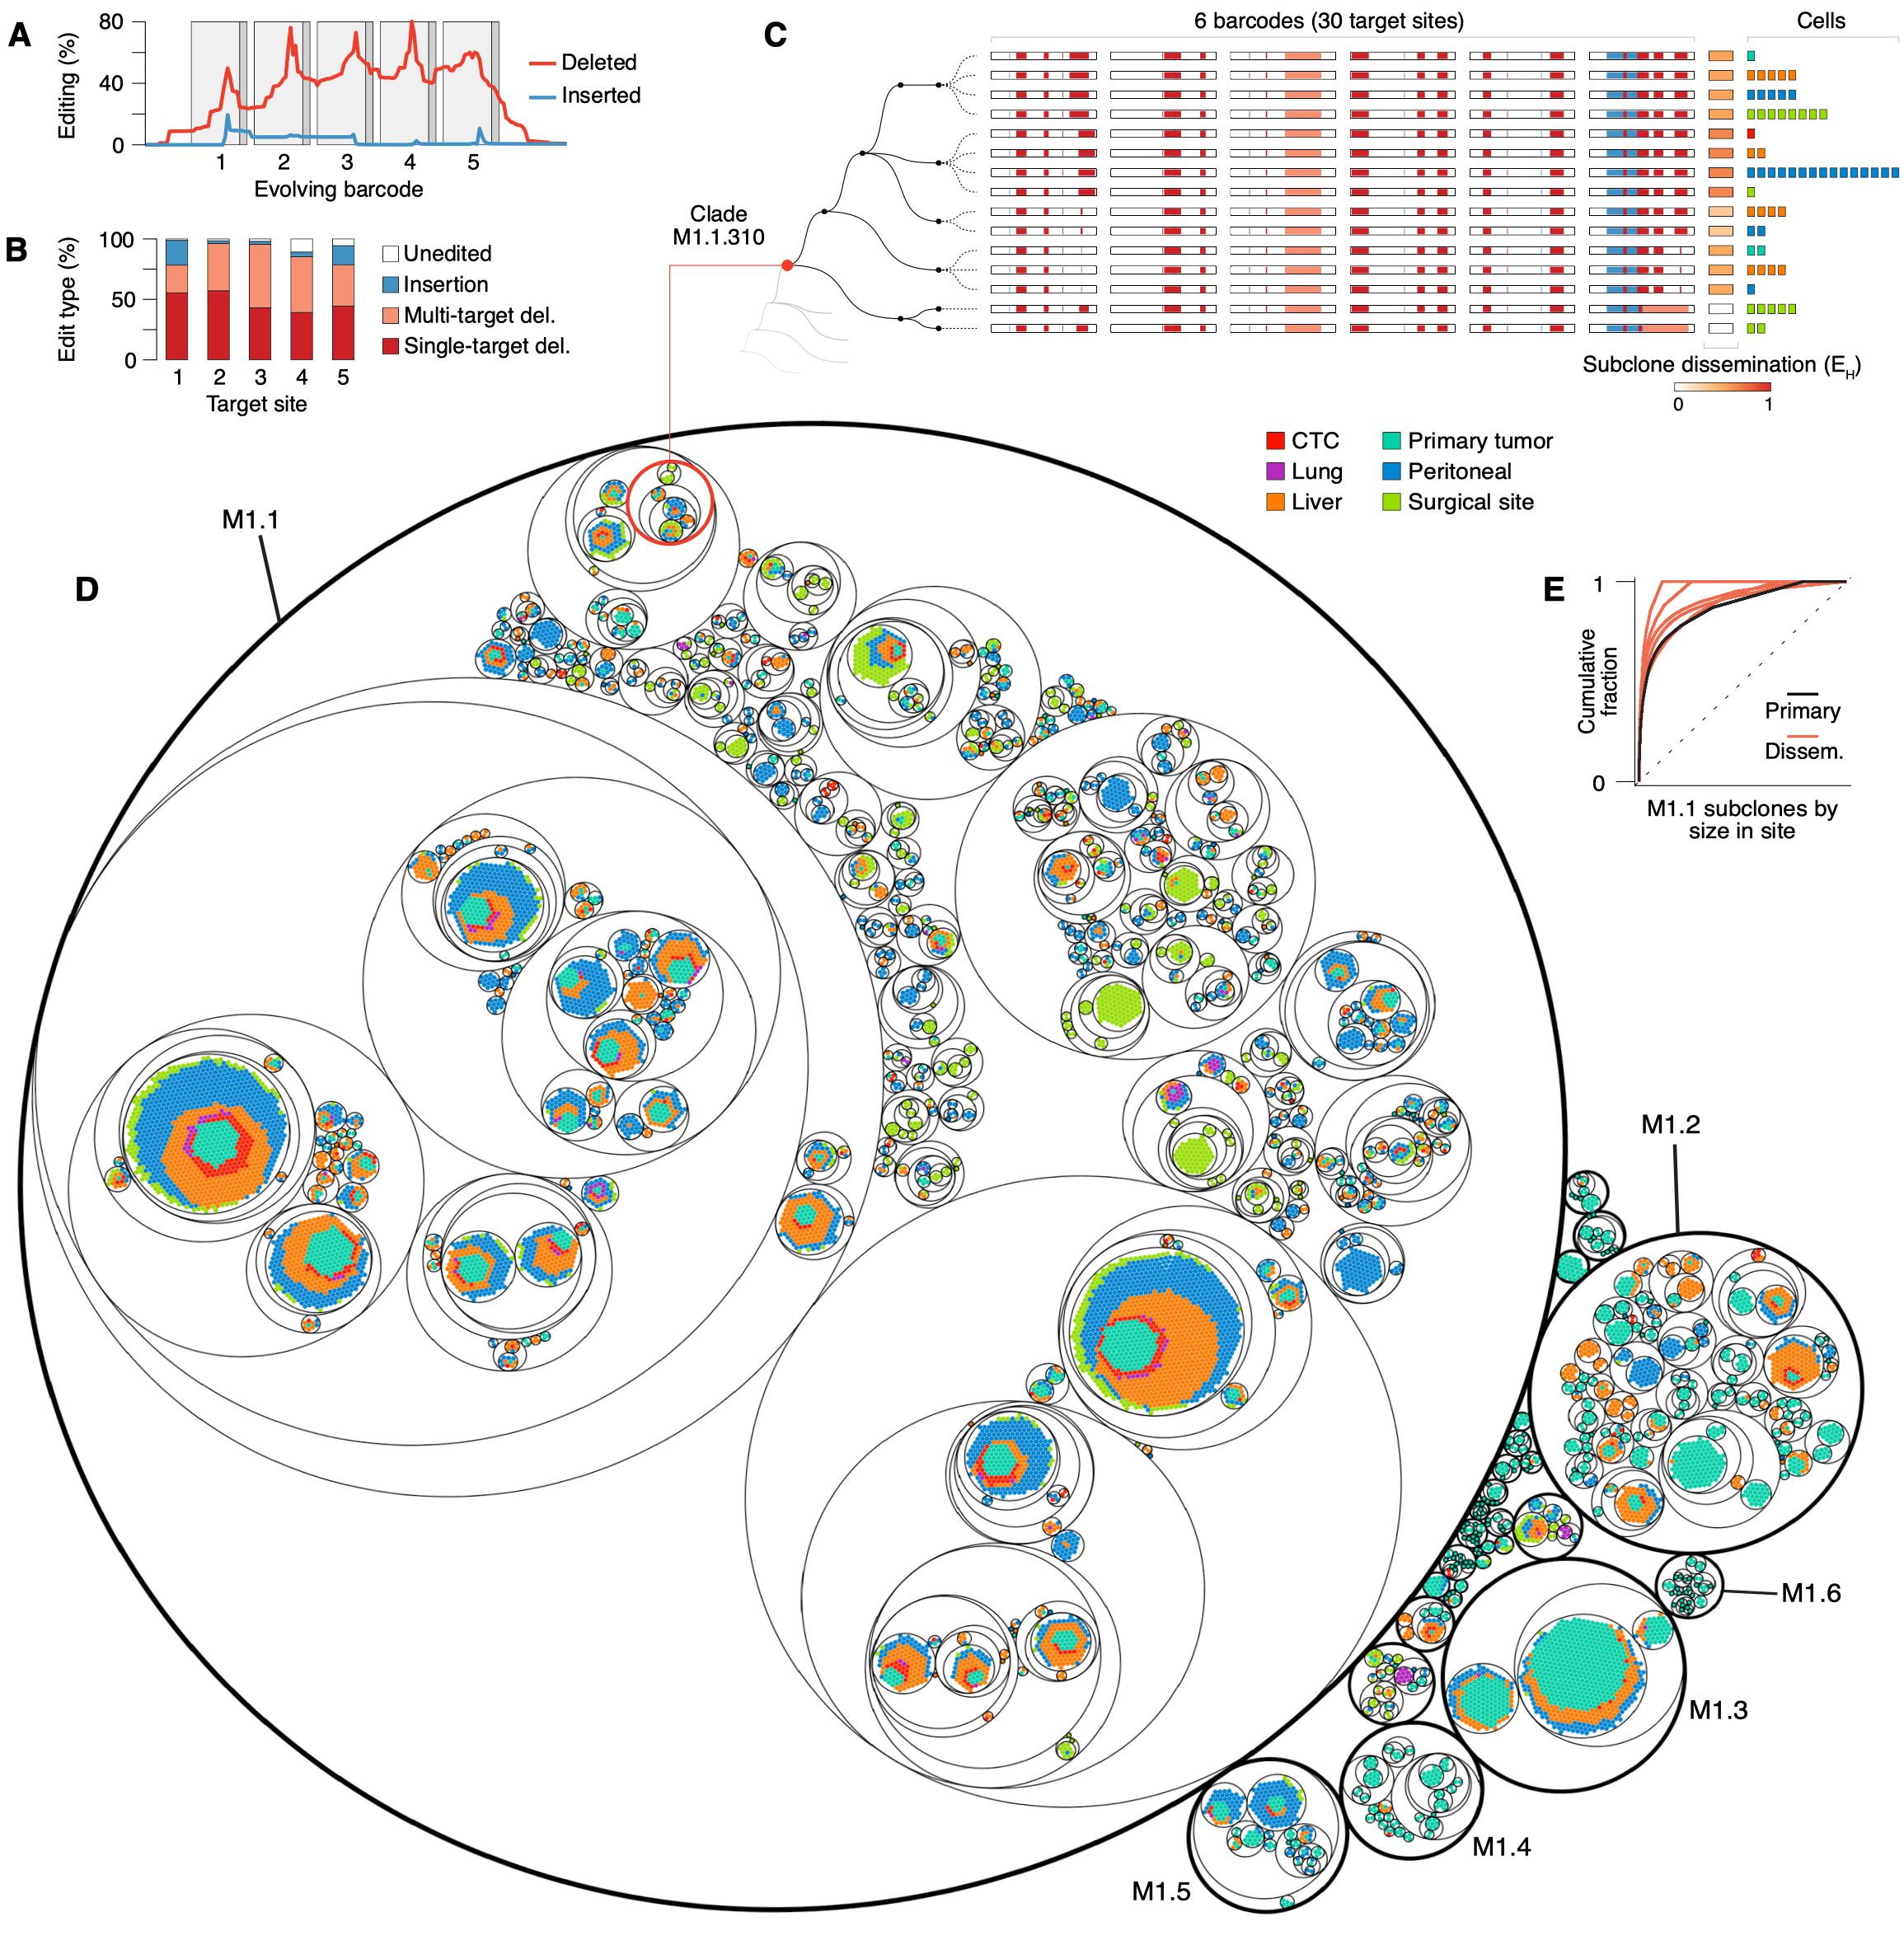 A
80
40
0
Editing (%)
1 2 3 4 5
Evolving barcode
Deleted
Inserted
B
100
50
0
Edit type (%)
1 2 3 4 5
Target site
Unedited
Insertion
Multi-target del.
Single-target del.
C
6 barcodes (30 target sites)
Cells
Clade
M1.1.310
Subclone dissemination (E_H)
0 1
CTC
Lung
Liver
Primary tumor
Peritoneal
Surgical site
D
M1.1
M1.2
M1.6
M1.3
M1.4
M1.5
E
1
0
Cumulative
fraction
Primary
Dissem.
M1.1 subclones by
size in site